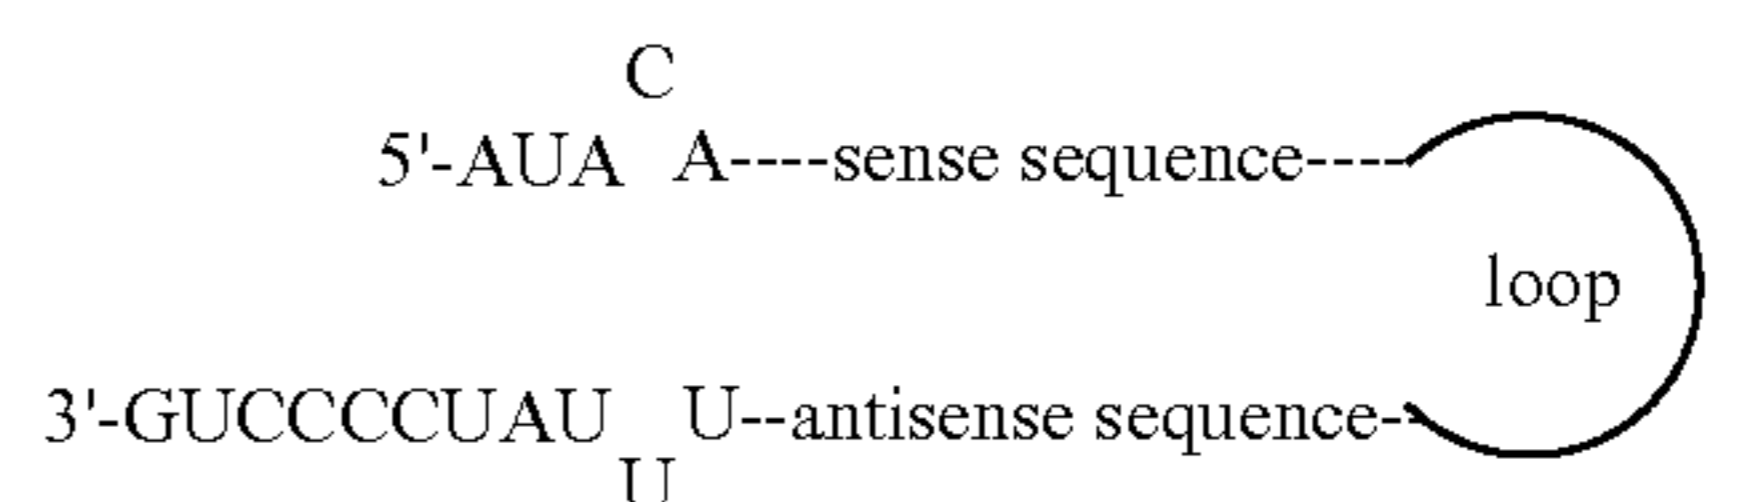 C
5'-AUA A----sense sequence----
loop
3'-GUCCCCUAU U--antisense sequence--
U